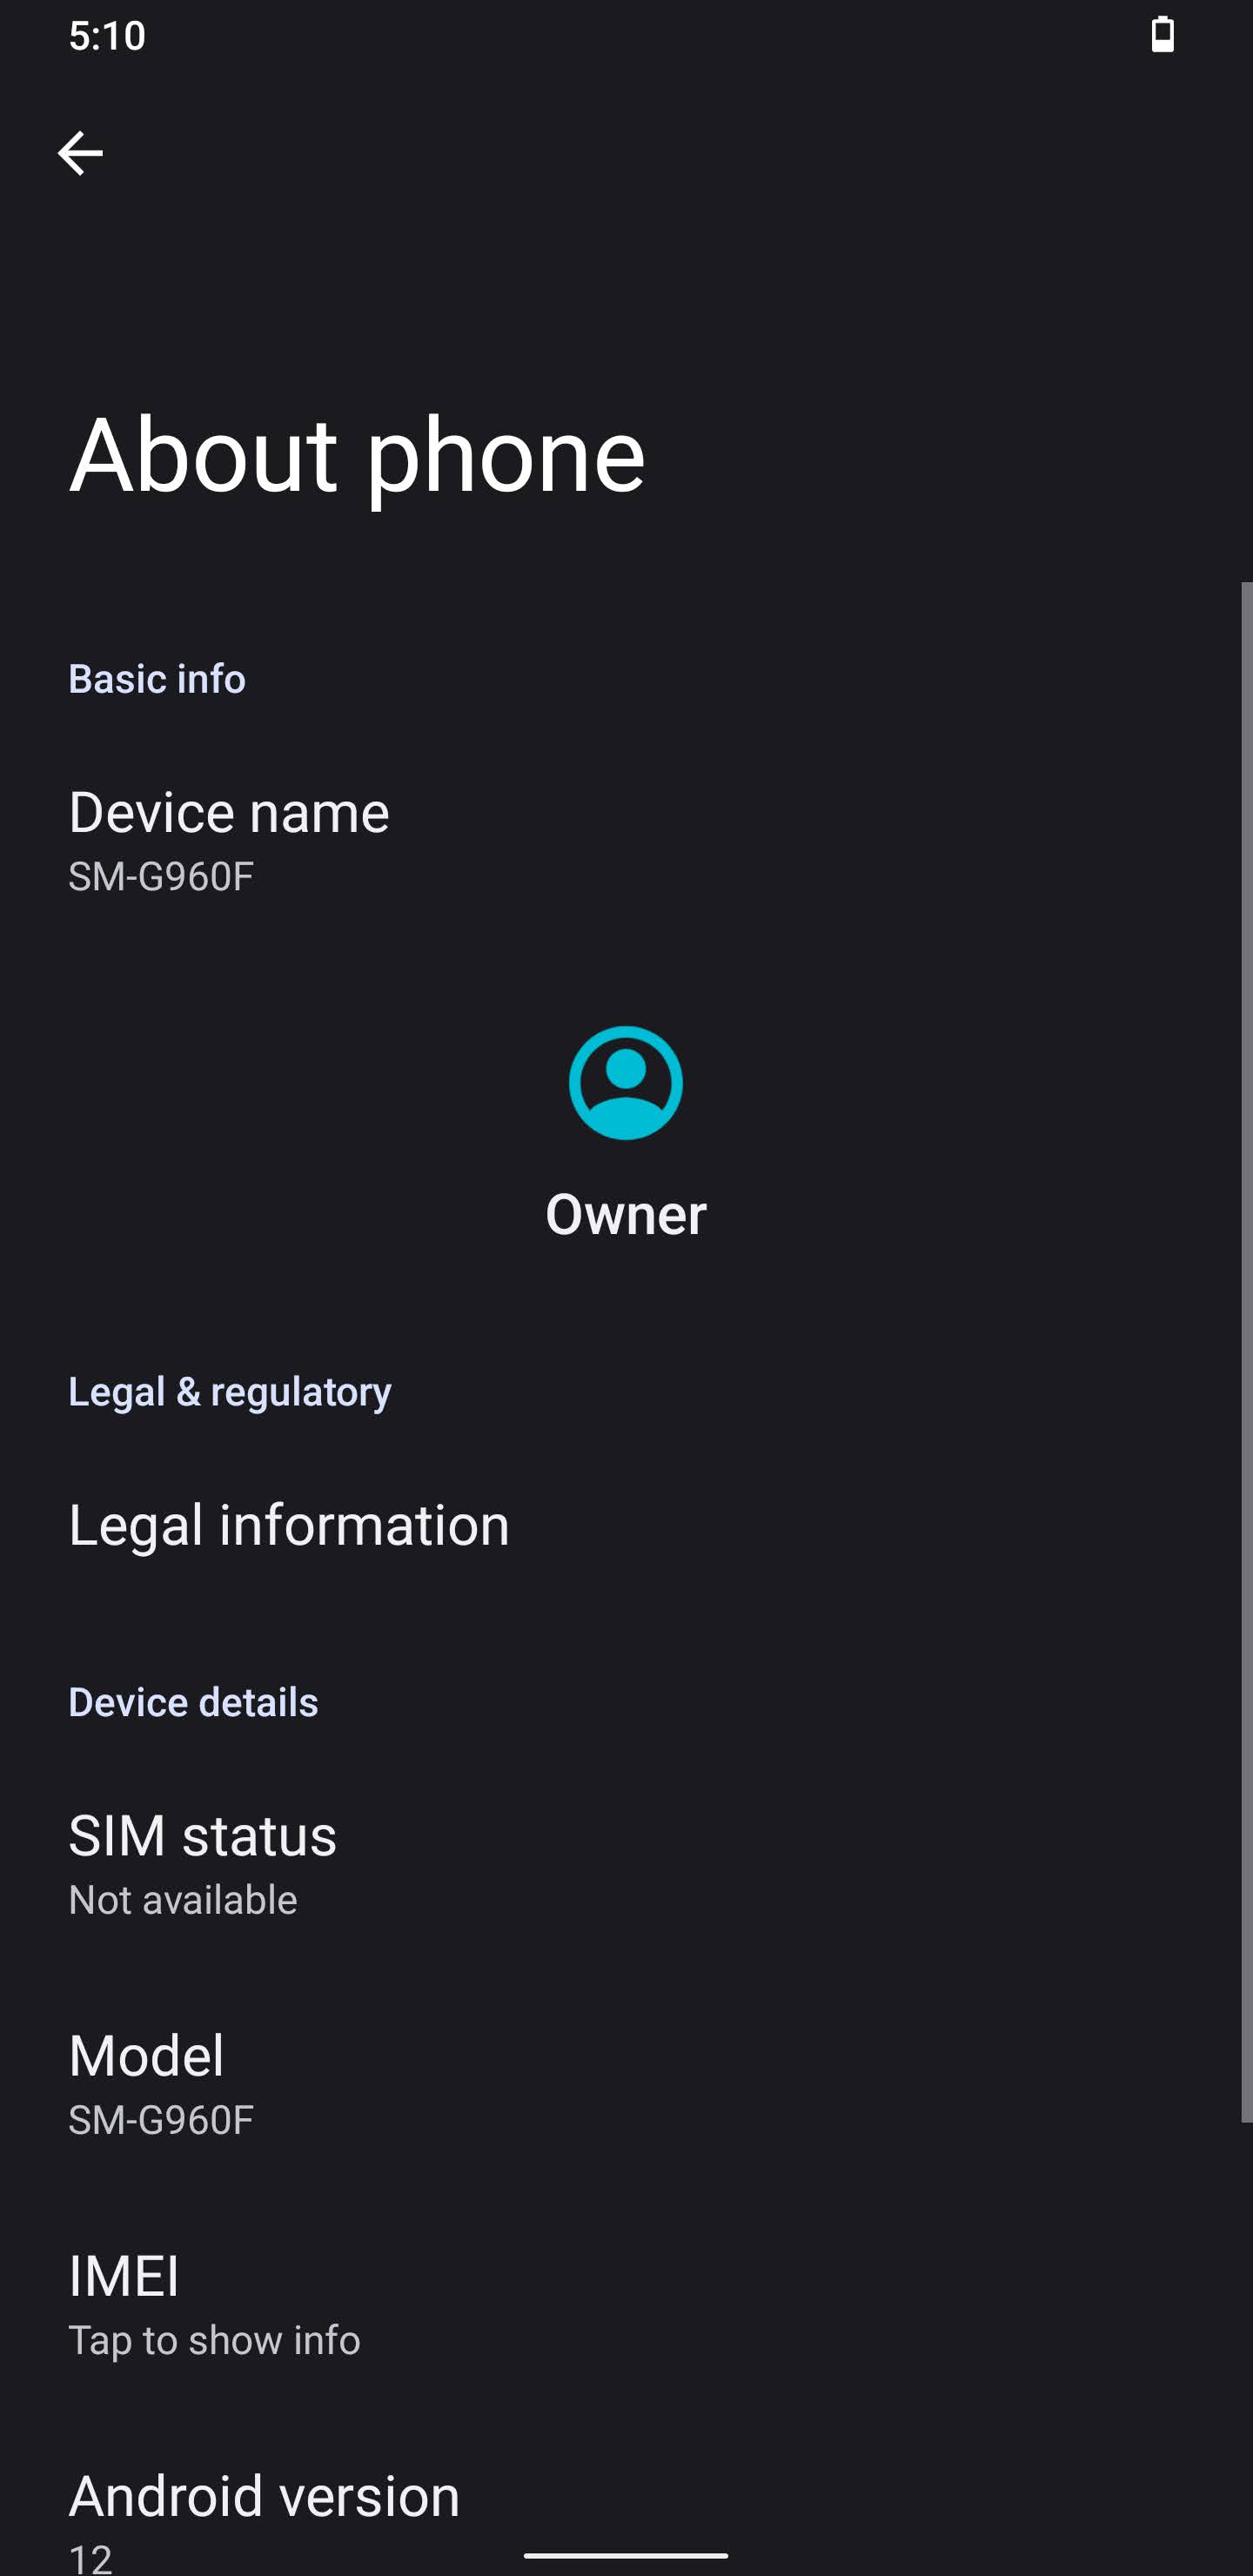 5:10
About phone
Basic info
Device name
SM-G960F
Owner
Legal & regulatory
Legal information
Device details
SIM status
Not available
Model
SM-G960F
IMEI
Tap to show info
Android version
12